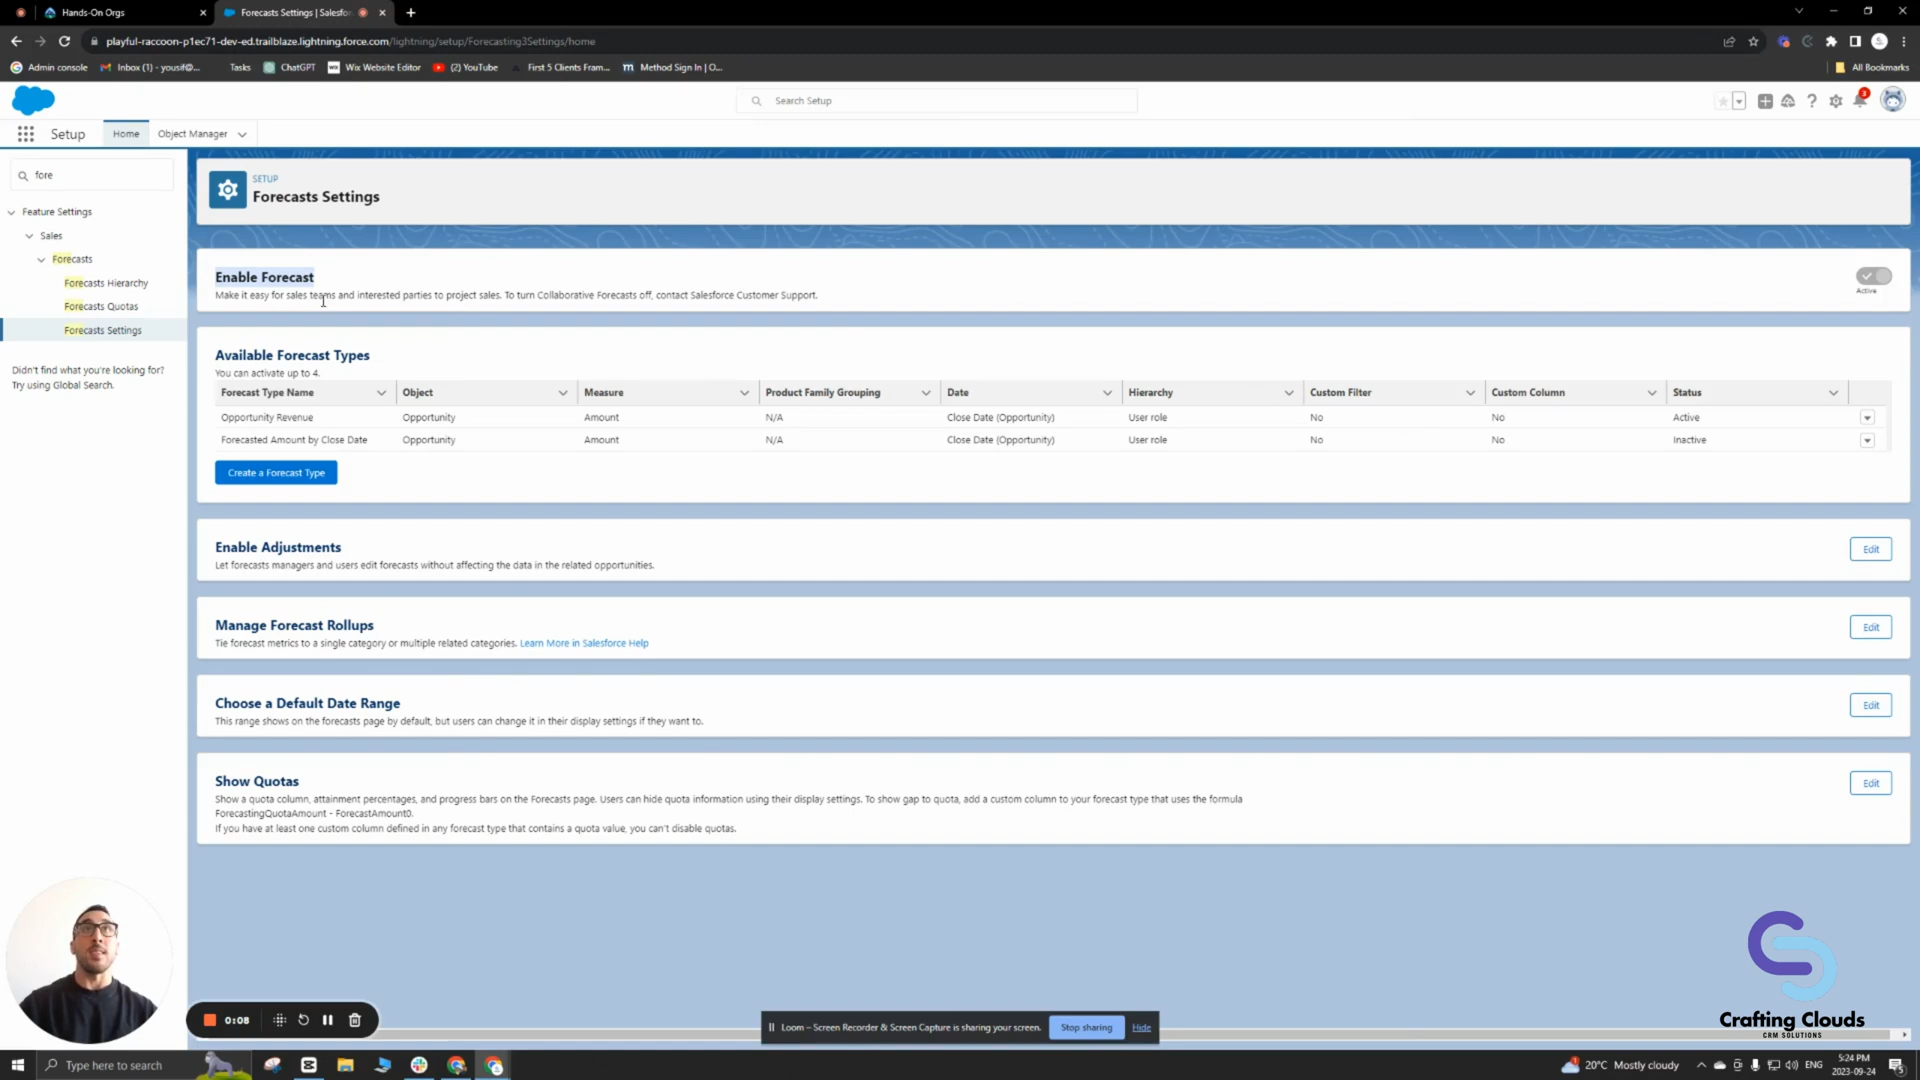 Hands-On Orgs
Forecasts Settings | Salesfo
playful-raccoon-p1ec71-dev-ed.trailblaze.lightning.force.com/lightning/setup/Forecasting3Settings/home
Admin console
Inbox (1) - yousif@...
Tasks
ChatGPT
Wix Website Editor
(2) YouTube
First 5 Clients Fram...
Method Sign In | O...
All Bookmarks
Search Setup
3
Setup
Home
Object Manager
fore
Feature Settings
Sales
Forecasts
Forecasts Hierarchy
Forecasts Quotas
Forecasts Settings
Didn't find what you're looking for?
Try using Global Search.
SETUP
Forecasts Settings
Enable Forecast
Make it easy for sales teams and interested parties to project sales. To turn Collaborative Forecasts off, contact Salesforce Customer Support.
Active
Available Forecast Types
You can activate up to 4.
Forecast Type Name Object Measure Product Family Grouping Date Hierarchy Custom Filter Custom Column Status
Opportunity Revenue Opportunity Amount N/A Close Date (Opportunity) User role No No Active
Forecasted Amount by Close Date Opportunity Amount N/A Close Date (Opportunity) User role No No Inactive
Create a Forecast Type
Enable Adjustments
Let forecasts managers and users edit forecasts without affecting the data in the related opportunities.
Edit
Manage Forecast Rollups
Tie forecast metrics to a single category or multiple related categories. Learn More in Salesforce Help
Edit
Choose a Default Date Range
This range shows on the forecasts page by default, but users can change it in their display settings if they want to.
Edit
Show Quotas
Show a quota column, attainment percentages, and progress bars on the Forecasts page. Users can hide quota information using their display settings. To show gap to quota, add a custom column to your forecast type that uses the formula
ForecastingQuotaAmount - ForecastAmount0.
If you have at least one custom column defined in any forecast type that contains a quota value, you can't disable quotas.
Edit
0:08
Loom – Screen Recorder & Screen Capture is sharing your screen.
Stop sharing
Hide
Crafting Clouds
CRM SOLUTIONS
Type here to search
20°C Mostly cloudy
ENG
5:24 PM
2023-09-24